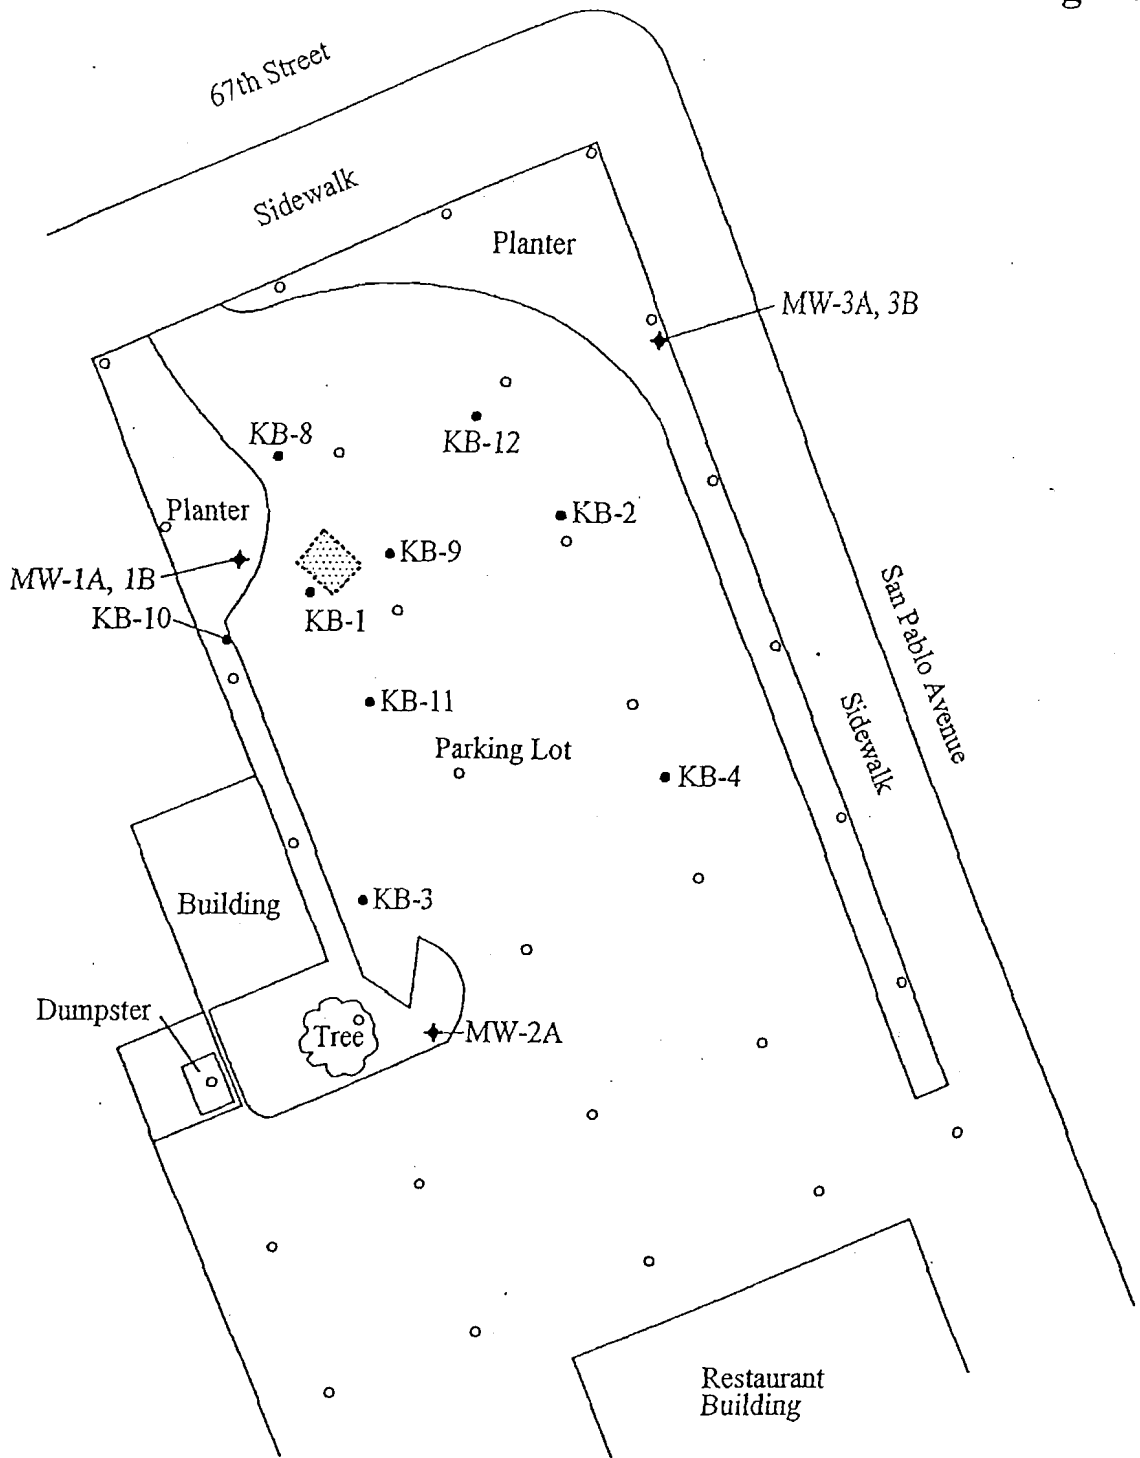 g
67th Street
Sidewalk
Planter
MW-3A, 3B
KB-8
KB-12
Planter
KB-2
KB-9
MW-1A, 1B
KB-10
KB-1
San Pablo Avenue
KB-11
Sidewalk
Parking Lot
KB-4
Building
KB-3
Dumpster
Tree
MW-2A
Restaurant
Building